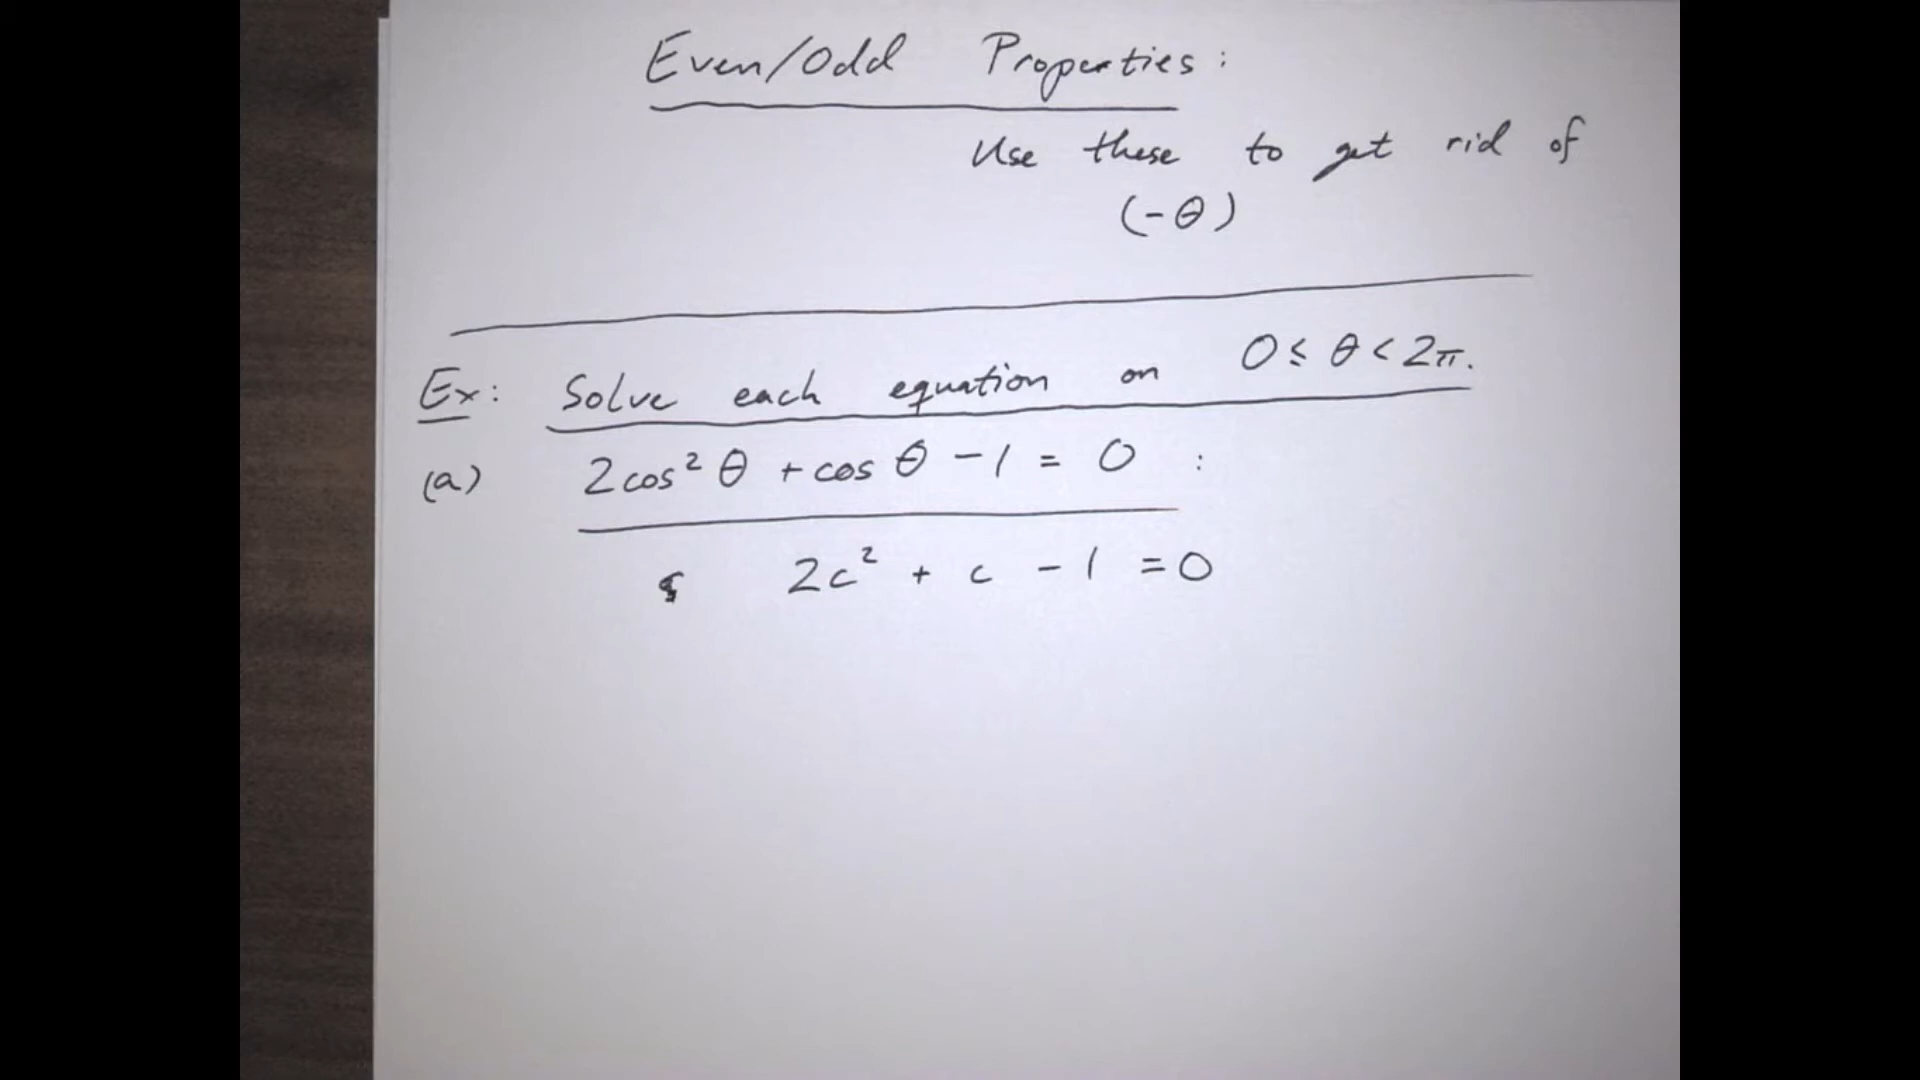 Even/Odd Properties:
Use these to get rid of
(-θ)
Ex: Solve each equation on 0 ≤ θ < 2π.
(a) 2cos² θ + cos θ - 1 = 0 :
2c² + c - 1 = 0